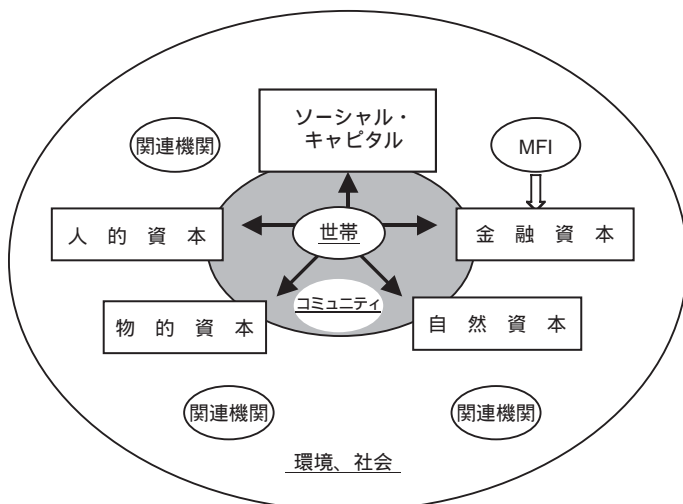 ソーシャル・
キャピタル
関連機関
MFI
人的資本
世帯
金融資本
コミュニティ
物的資本
自然資本
関連機関
関連機関
環境、社会